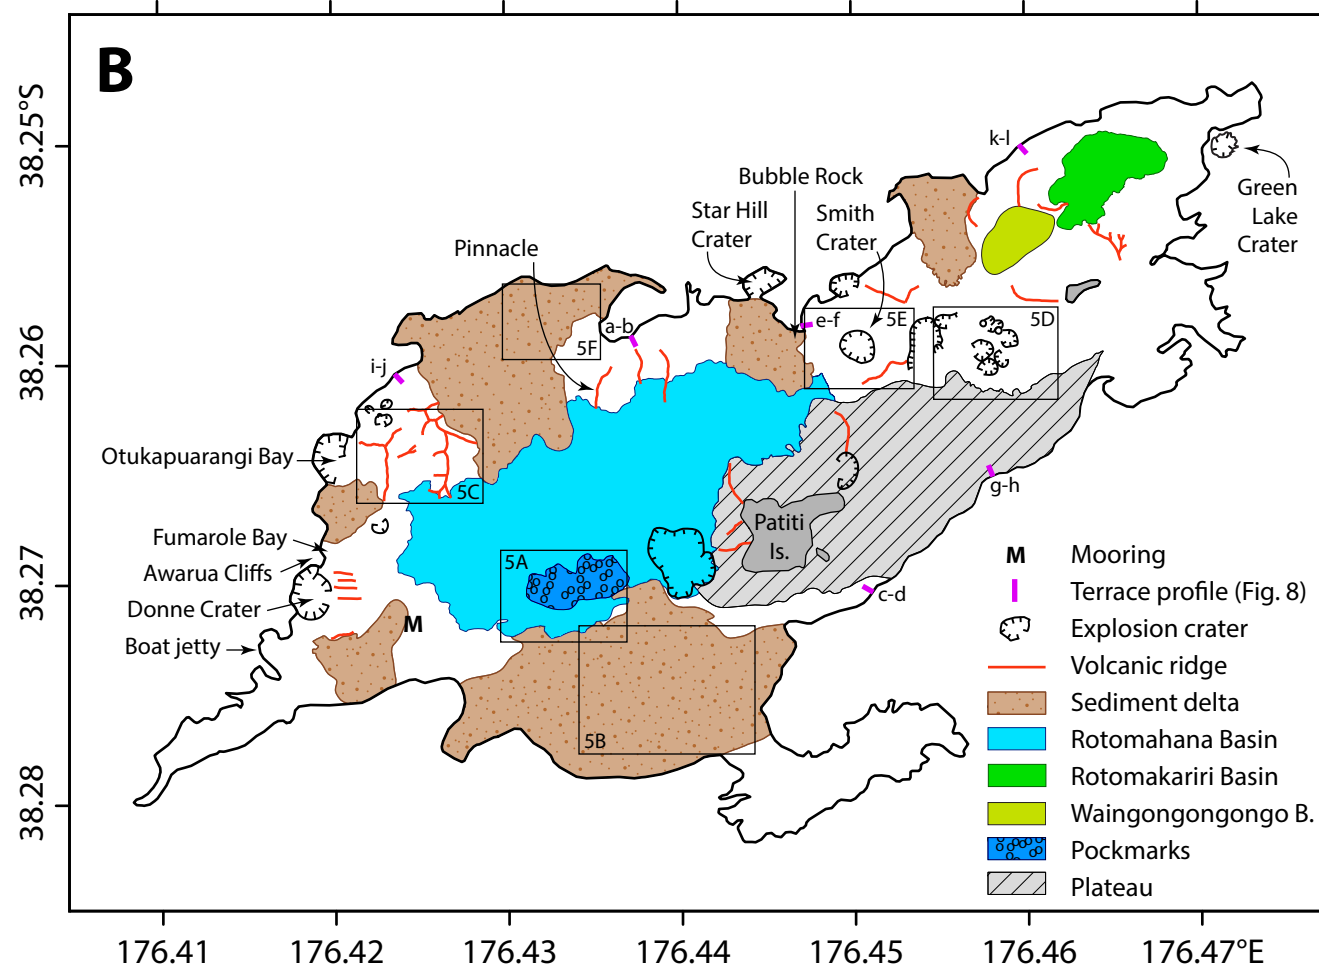 B
38.25°S
38.26
38.27
38.28
k-l
Bubble Rock
Green
Lake
Crater
Star Hill
Crater
Smith
Crater
Pinnacle
a-b
e-f
5E
5D
5F
i-j
Otukapuarangi Bay
5C
g-h
Patiti
Is.
Fumarole Bay
Awarua Cliffs
Donne Crater
Boat jetty
5A
M
c-d
5B
M Mooring
Terrace profile (Fig. 8)
Explosion crater
Volcanic ridge
Sediment delta
Rotomahana Basin
Rotomakariri Basin
Waingongongongo B.
Pockmarks
Plateau
176.41 176.42 176.43 176.44 176.45 176.46 176.47°E